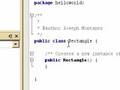 package helloworld;
/**
*
* @author Joseph Montanez
*/
public class Rectangle {
/** Creates a new instance of
public Rectangle() {
}